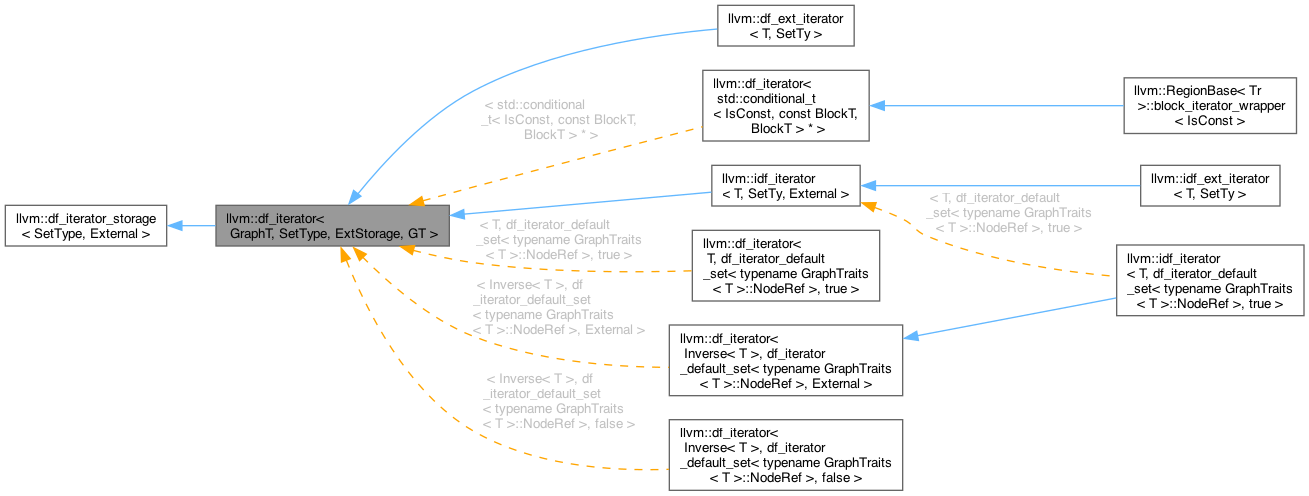 llvm::df_iterator_storage
< SetType, External >
llvm::df_iterator<
GraphT, SetType, ExtStorage, GT >
llvm::df_ext_iterator
< T, SetTy >
< std::conditional
_t< IsConst, const BlockT,
BlockT > * >
llvm::df_iterator<
std::conditional_t
< IsConst, const BlockT,
BlockT > * >
llvm::RegionBase< Tr
>::block_iterator_wrapper
< IsConst >
llvm::idf_iterator
< T, SetTy, External >
llvm::idf_ext_iterator
< T, SetTy >
< T, df_iterator_default
_set< typename GraphTraits
< T >::NodeRef >, true >
llvm::df_iterator<
T, df_iterator_default
_set< typename GraphTraits
< T >::NodeRef >, true >
< T, df_iterator_default
_set< typename GraphTraits
< T >::NodeRef >, true >
llvm::idf_iterator
< T, df_iterator_default
_set< typename GraphTraits
< T >::NodeRef >, true >
< Inverse< T >, df
_iterator_default_set
< typename GraphTraits
< T >::NodeRef >, External >
llvm::df_iterator<
Inverse< T >, df_iterator
_default_set< typename GraphTraits
< T >::NodeRef >, External >
< Inverse< T >, df
_iterator_default_set
< typename GraphTraits
< T >::NodeRef >, false >
llvm::df_iterator<
Inverse< T >, df_iterator
_default_set< typename GraphTraits
< T >::NodeRef >, false >